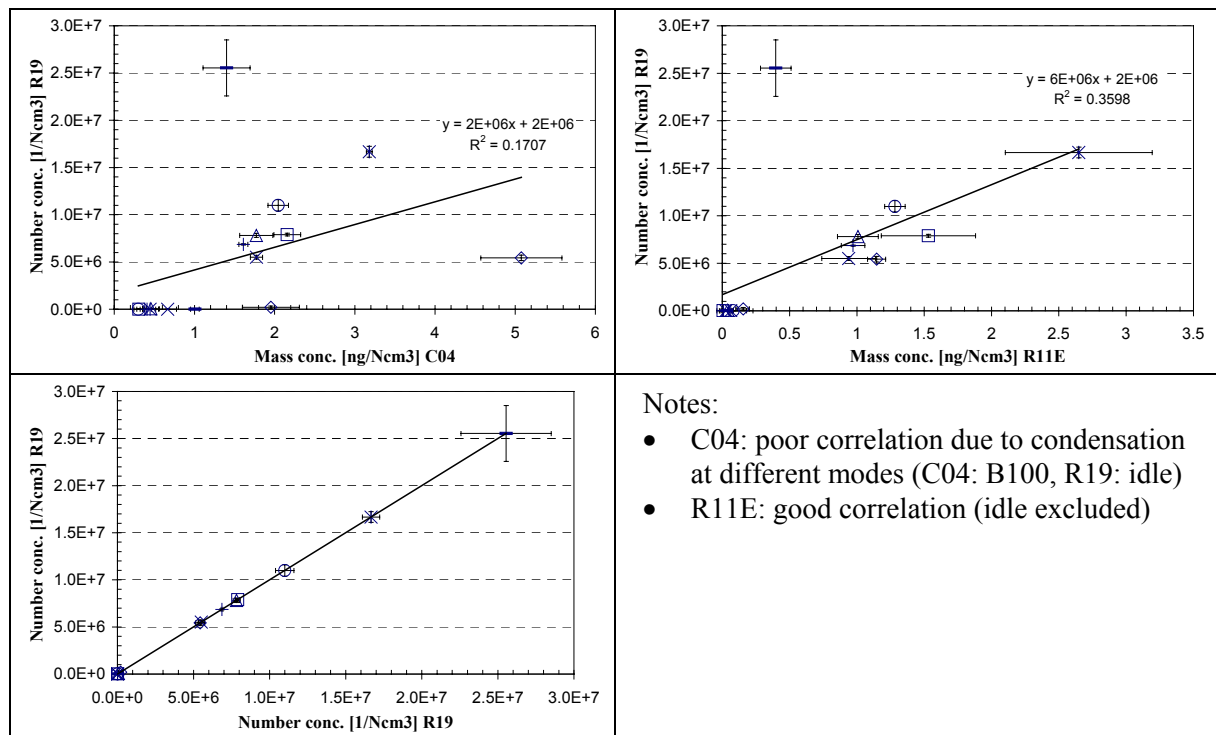 Number conc. [1/Ncm3] R19
3.0E+7
2.5E+7
2.0E+7
1.5E+7
1.0E+7
5.0E+6
0.0E+0
y = 2E+06x + 2E+06
R² = 0.1707
0 1 2 3 4 5 6
Mass conc. [ng/Ncm3] C04
Number conc. [1/Ncm3] R19
3.0E+7
2.5E+7
2.0E+7
1.5E+7
1.0E+7
5.0E+6
0.0E+0
y = 6E+06x + 2E+06
R² = 0.3598
0 0.5 1 1.5 2 2.5 3 3.5
Mass conc. [ng/Ncm3] R11E
Number conc. [1/Ncm3] R19
3.0E+7
2.5E+7
2.0E+7
1.5E+7
1.0E+7
5.0E+6
0.0E+0
0.0E+0 5.0E+6 1.0E+7 1.5E+7 2.0E+7 2.5E+7 3.0E+7
Number conc. [1/Ncm3] R19
Notes:
• C04: poor correlation due to condensation
at different modes (C04: B100, R19: idle)
• R11E: good correlation (idle excluded)